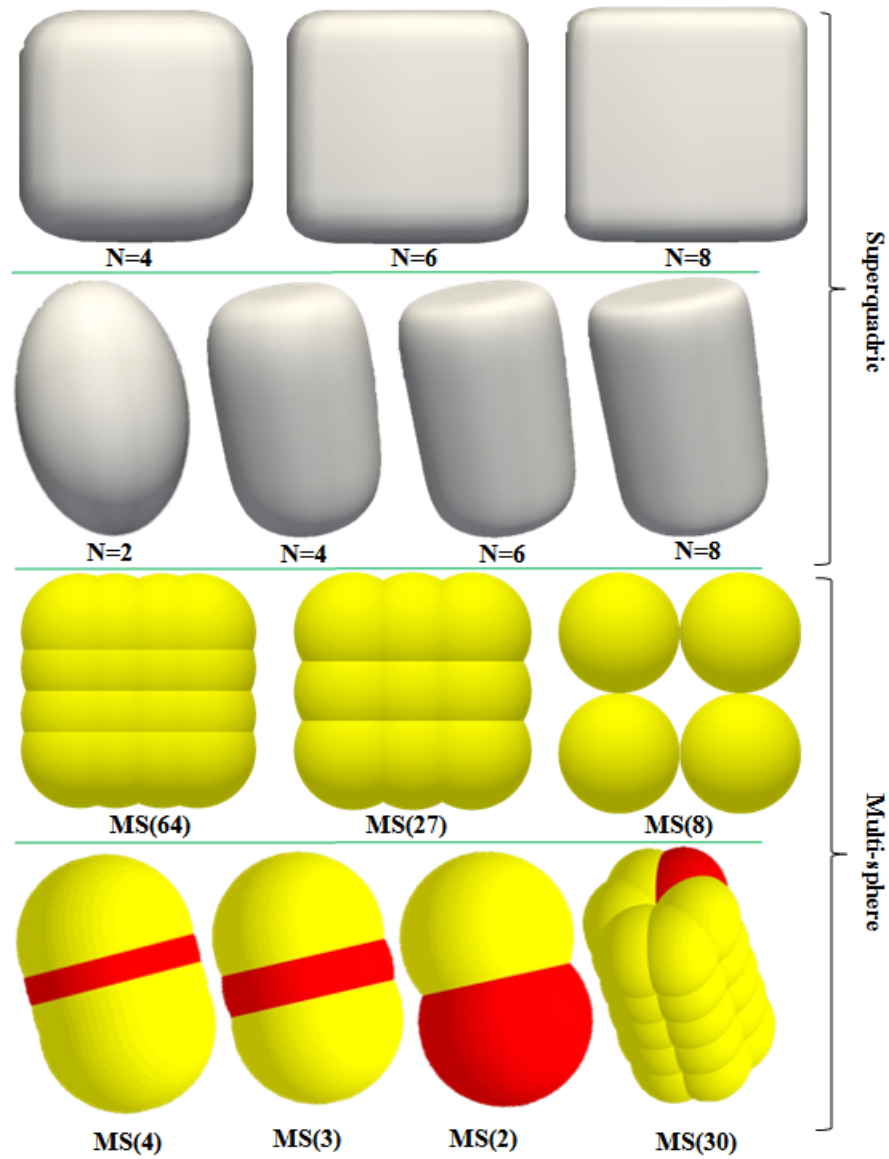 N=4
N=6
N=8
Superquadric
N=2
N=4
N=6
N=8
MS(64)
MS(27)
MS(8)
Multi-sphere
MS(4)
MS(3)
MS(2)
MS(30)